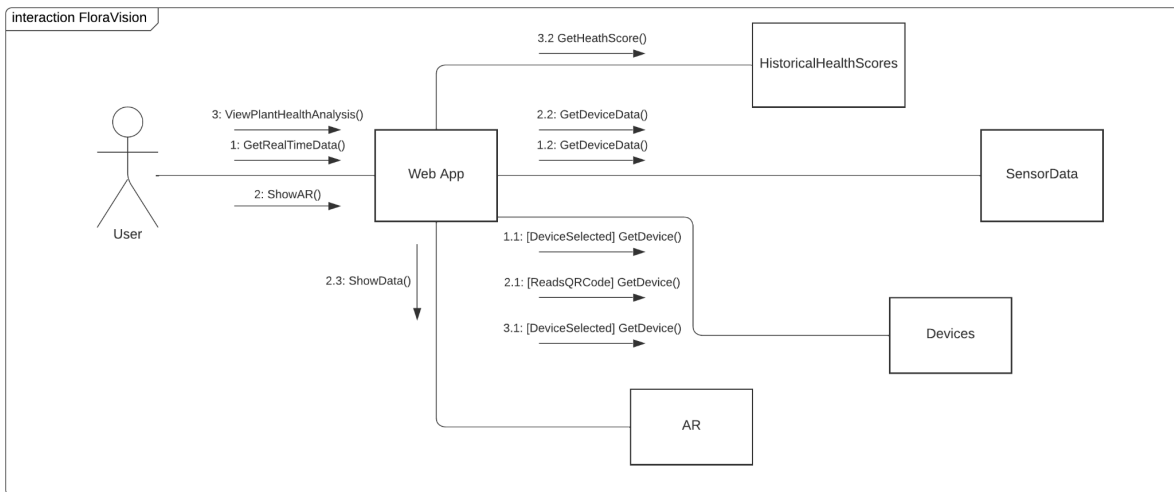 interaction FloraVision
3.2 GetHeathScore()
HistoricalHealthScores
3: ViewPlantHealthAnalysis()
2.2: GetDeviceData()
1: GetRealTimeData()
1.2: GetDeviceData()
Web App
SensorData
2: ShowAR()
User
1.1: [DeviceSelected] GetDevice()
2.3: ShowData()
2.1: [ReadsQRCode] GetDevice()
3.1: [DeviceSelected] GetDevice()
Devices
AR